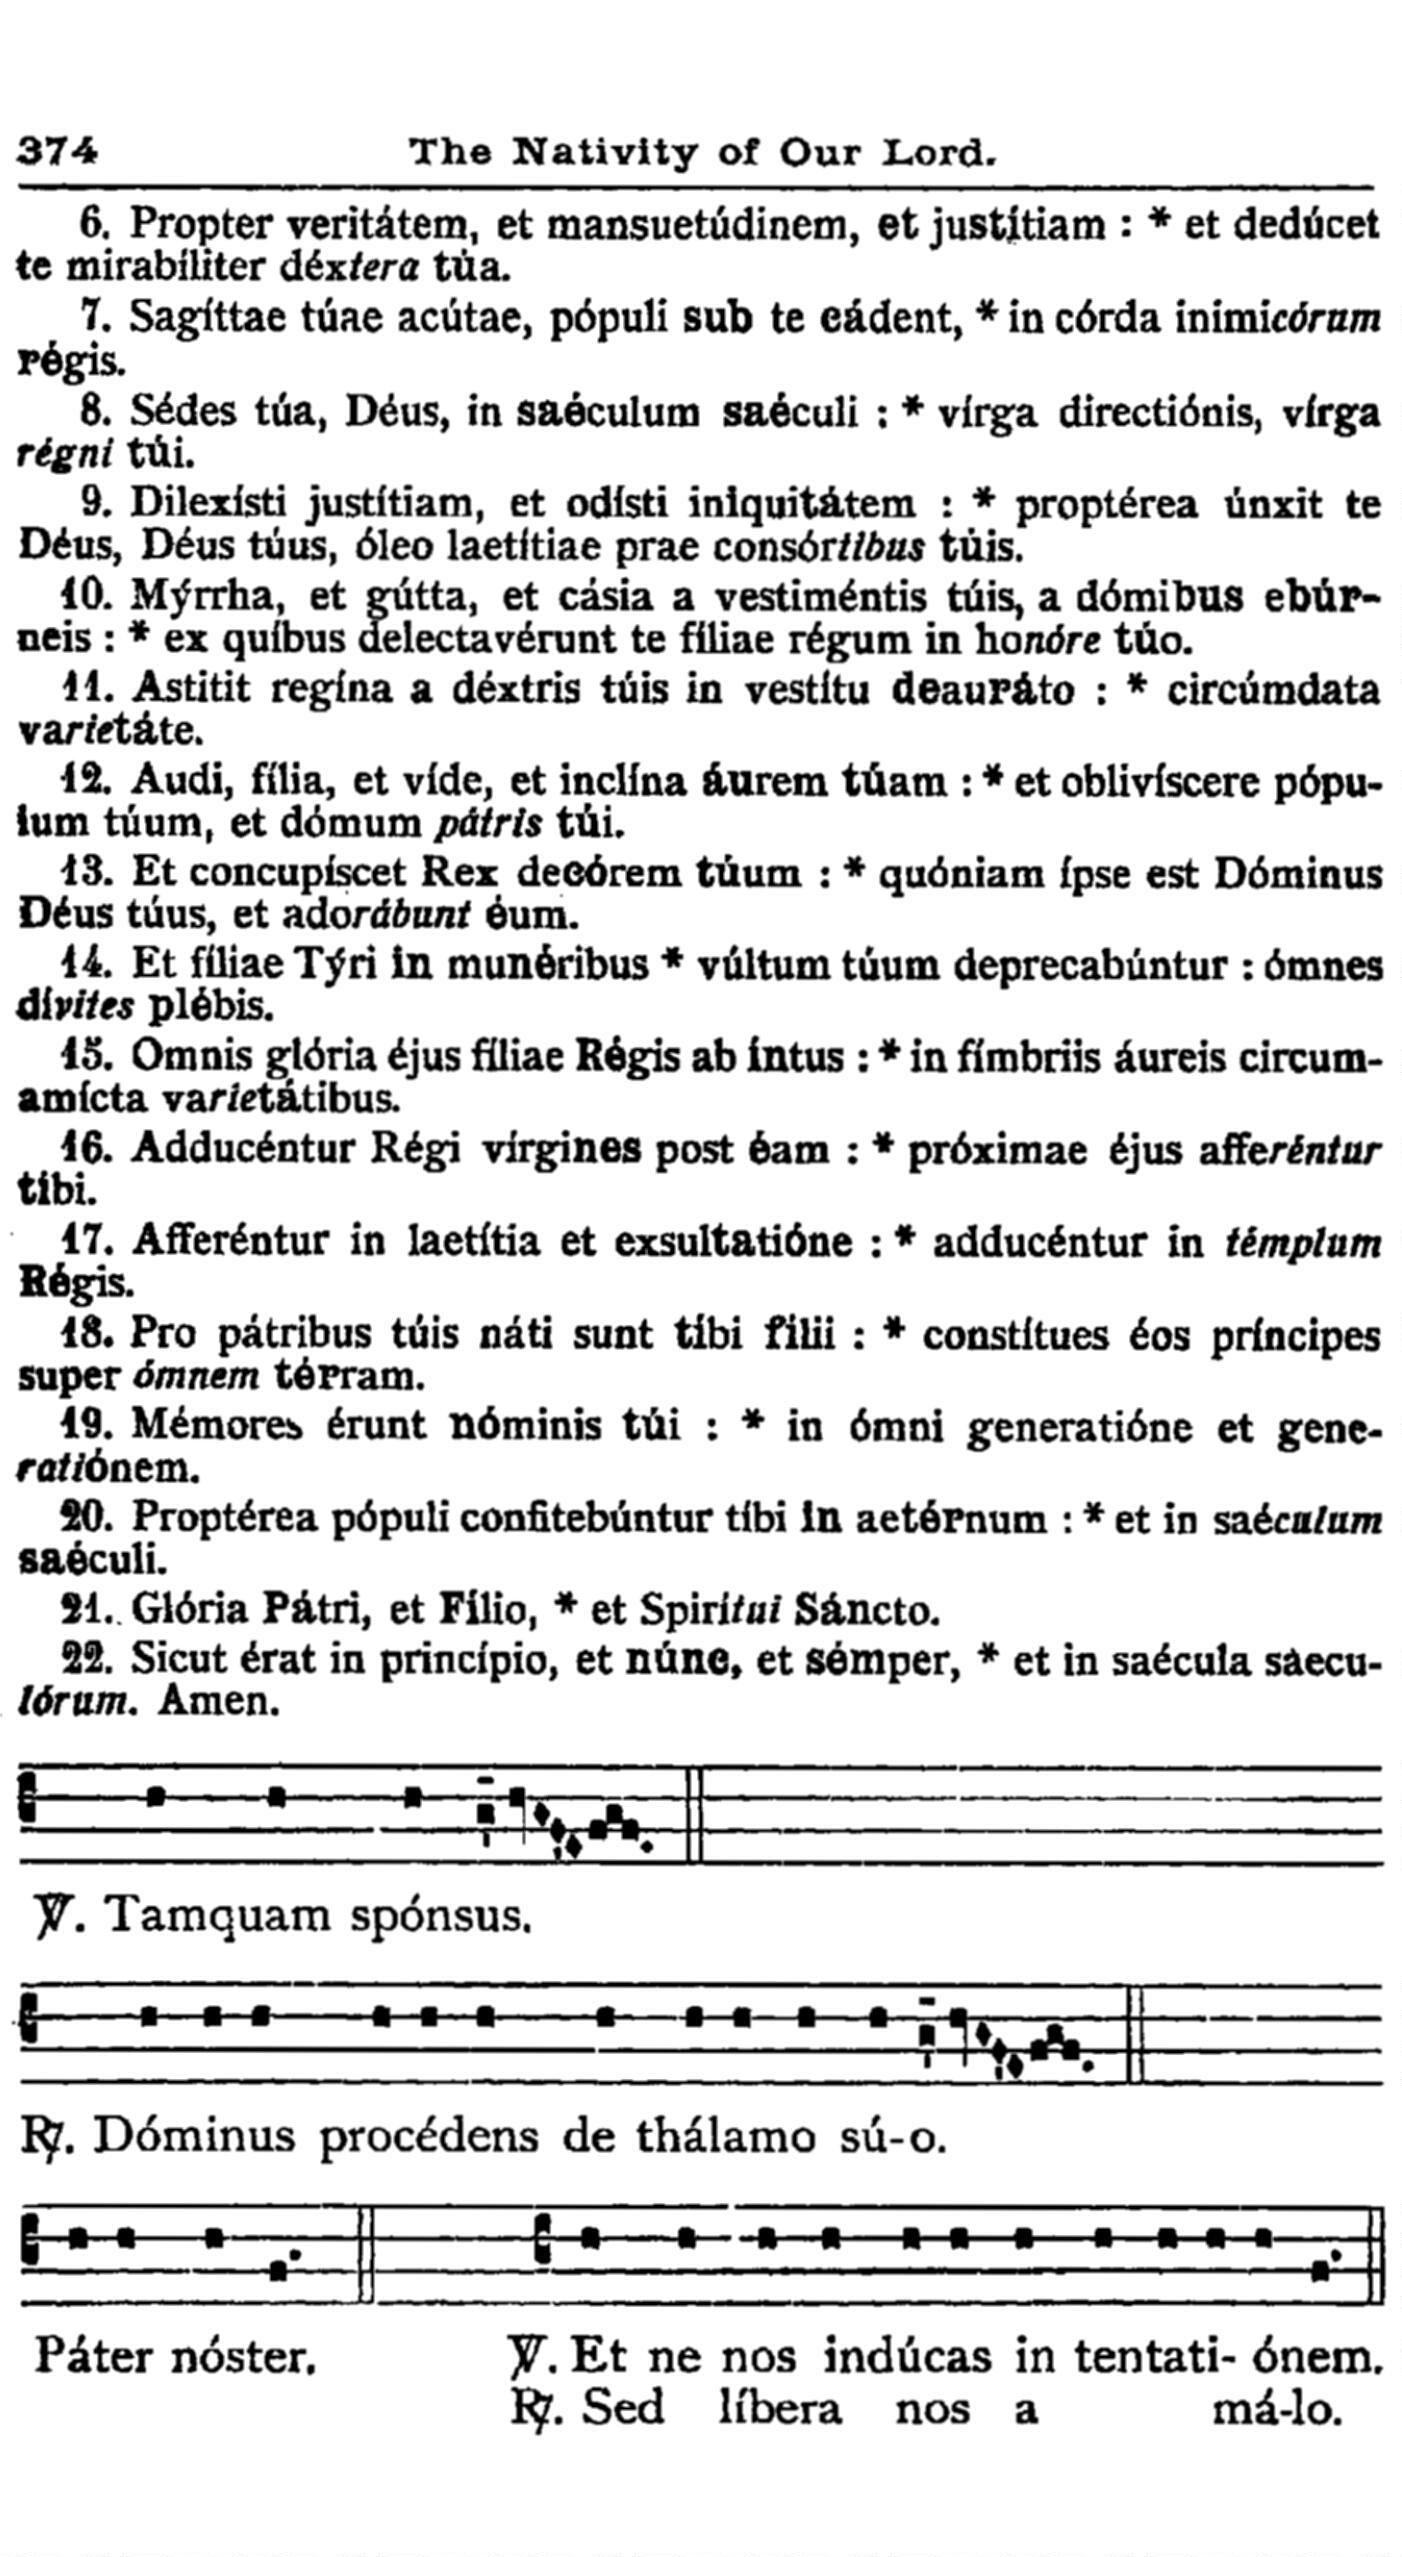 374 The Nativity of Our Lord.
6. Propter veritátem, et mansuetúdinem, et justítiam : * et dedúcet
te mirabíliter déxtera túa.
7. Sagíttae túae acútae, pópuli sub te cádent, * in córda inimicórum
régis.
8. Sédes túa, Déus, in saéculum saéculi : * vírga directiónis, vírga
régni túi.
9. Dilexísti justítiam, et odísti iniquitátem : * proptérea únxit te
Déus, Déus túus, óleo laetítiae prae consórtibus túis.
10. Mýrrha, et gútta, et cásia a vestiméntis túis, a dómibus ebúr-
neis : * ex quíbus delectavérunt te fíliae régum in honóre túo.
11. Astitit regína a déxtris túis in vestítu deauráto : * circúmdata
varietáte.
12. Audi, fília, et víde, et inclína áurem túam : * et oblivíscere pópu-
lum túum, et dómum pátris túi.
13. Et concupíscet Rex decórem túum : * quóniam ípse est Dóminus
Déus túus, et adorábunt éum.
14. Et fíliae Týri in munéribus * vúltum túum deprecabúntur : ómnes
dívites plébis.
15. Omnis glória éjus fíliae Régis ab íntus : * in fímbriis áureis circum-
amícta varietátibus.
16. Adducéntur Régi vírgines post éam : * próximae éjus afferéntur
tíbi.
17. Afferéntur in laetítia et exsultatióne : * adducéntur in témplum
Régis.
18. Pro pátribus túis náti sunt tíbi fílii : * constítues éos príncipes
super ómnem térram.
19. Mémores érunt nóminis túi : * in ómni generatióne et gene-
ratiónem.
20. Proptérea pópuli confitebúntur tíbi in aetérnum : * et in saéculum
saéculi.
21. Glória Pátri, et Fílio, * et Spirítui Sáncto.
22. Sicut érat in princípio, et núnc, et sémper, * et in saécula saecu-
lórum. Amen.
℣. Tamquam spónsus.
℟. Dóminus procédens de thálamo sú-o.
Páter nóster. ℣. Et ne nos indúcas in tentati- ónem.
℟. Sed líbera nos a má-lo.